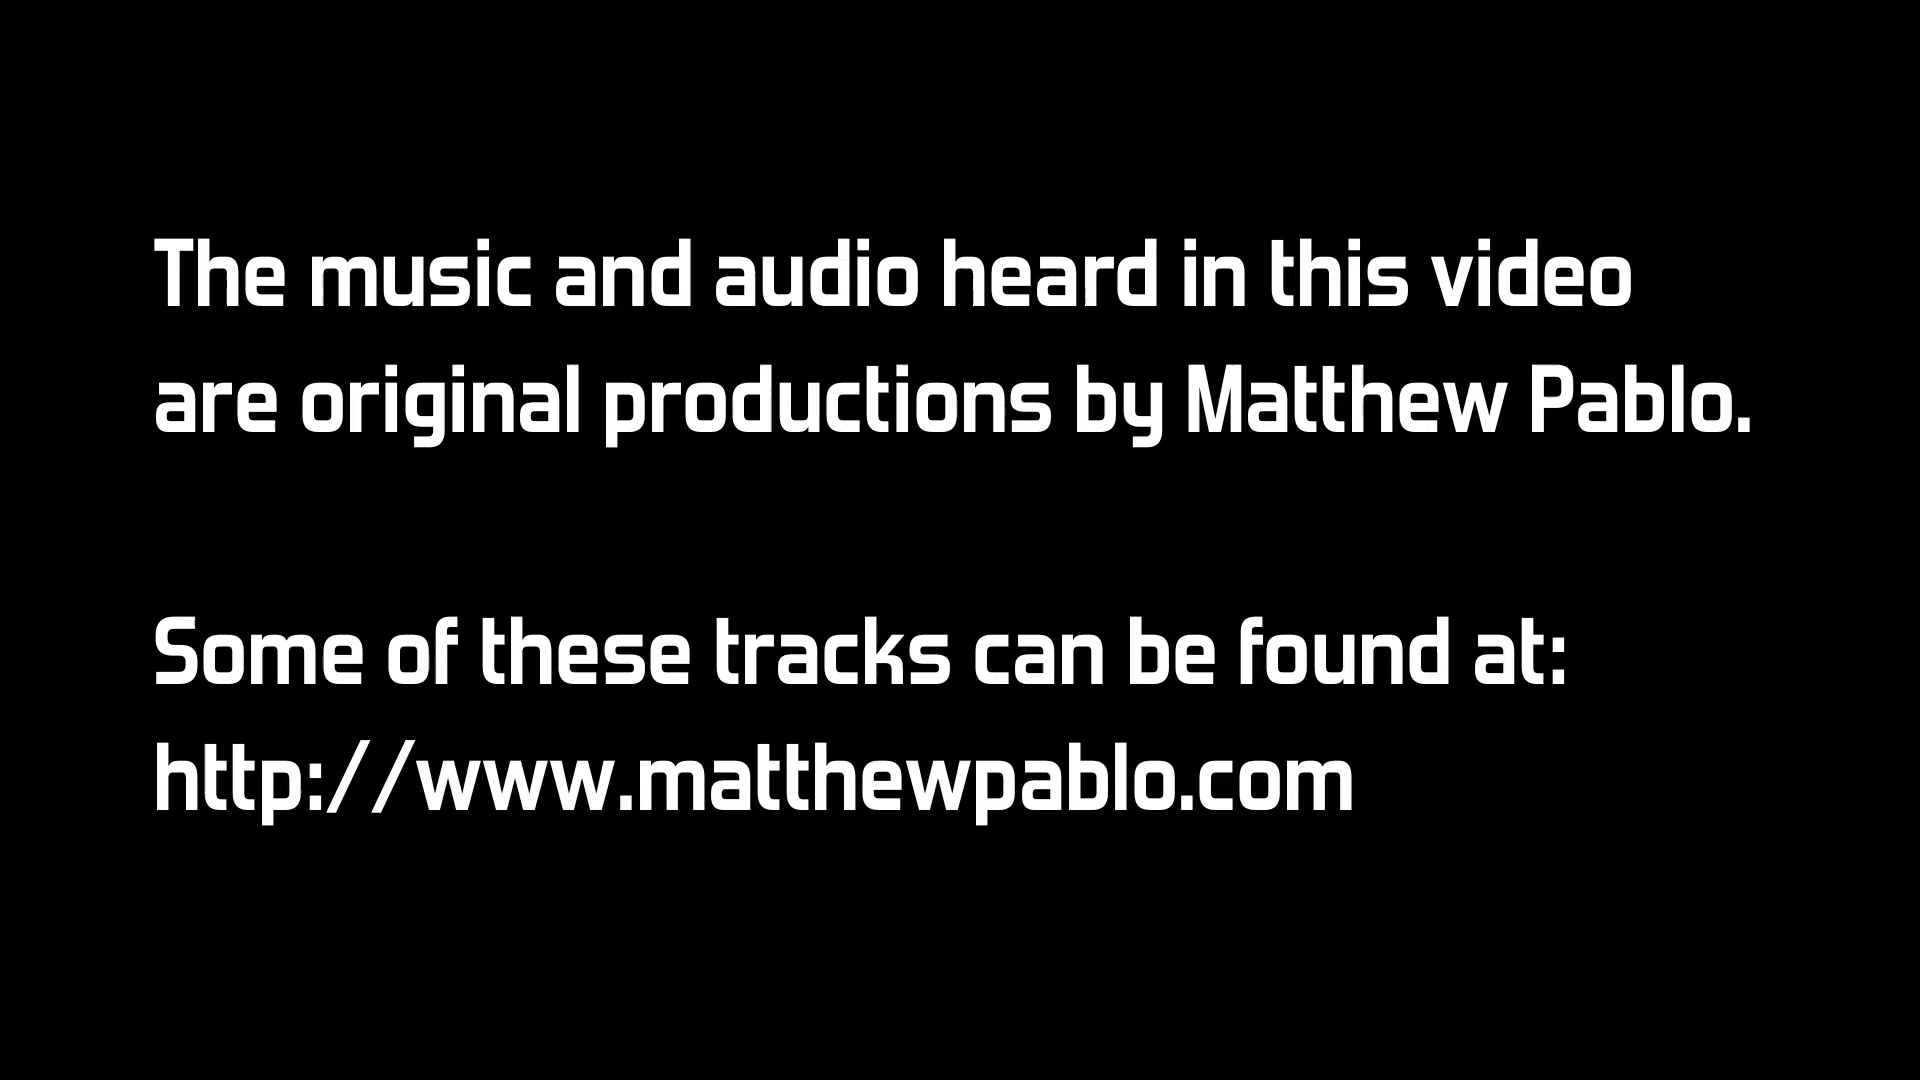 The music and audio heard in this video
are original productions by Matthew Pablo.
Some of these tracks can be found at:
http://www.matthewpablo.com